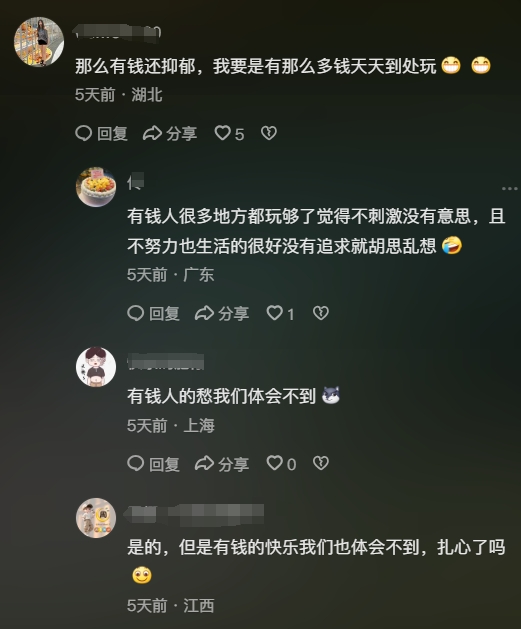 那么有钱还抑郁，我要是有那么多钱天天到处玩😁 😁
5天前·湖北
回复 分享 5
有钱人很多地方都玩够了觉得不刺激没有意思，且
不努力也生活的很好没有追求就胡思乱想🤣
5天前·广东
回复 分享 1
有钱人的愁我们体会不到
5天前·上海
回复 分享 0
是的，但是有钱的快乐我们也体会不到，扎心了吗
5天前·江西